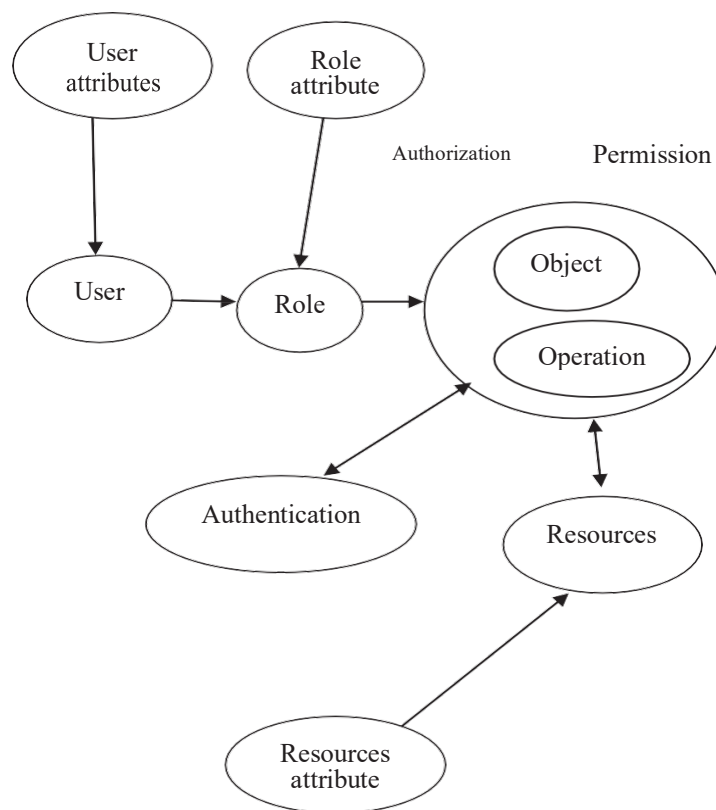 User
attributes
Role
attribute
Authorization
Permission
User
Role
Object
Operation
Authentication
Resources
Resources
attribute